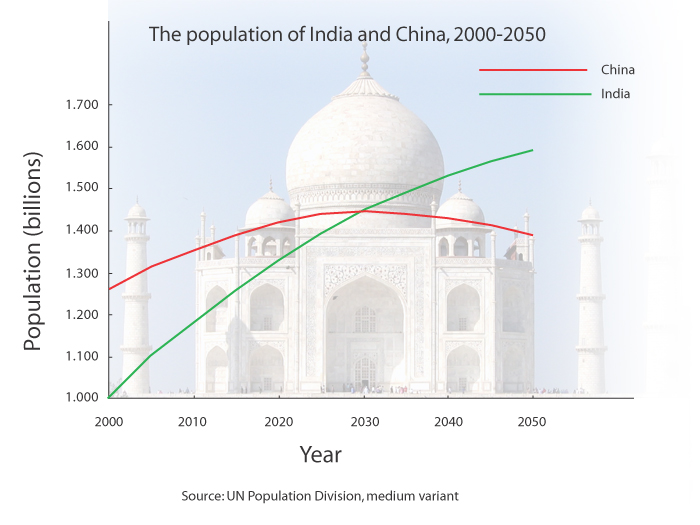 The population of India and China, 2000-2050
China
India
Population (billions)
1.700
1.600
1.500
1.400
1.300
1.200
1.100
1.000
2000 2010 2020 2030 2040 2050
Year
Source: UN Population Division, medium variant